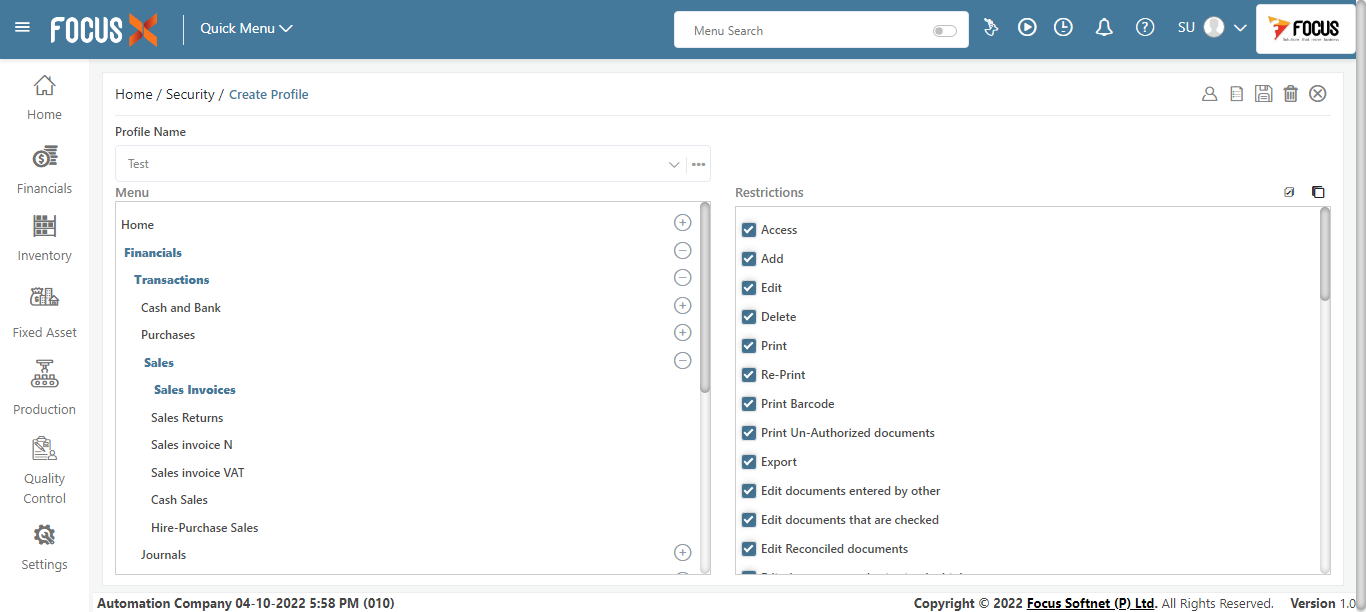 FOCUS X
Quick Menu
Menu Search
SU
FOCUS
Home
Financials
Inventory
Fixed Asset
Production
Quality
Control
Settings
Home / Security / Create Profile
Profile Name
Test
Menu
Home
Financials
Transactions
Cash and Bank
Purchases
Sales
Sales Invoices
Sales Returns
Sales invoice N
Sales invoice VAT
Cash Sales
Hire-Purchase Sales
Journals
Restrictions
Access
Add
Edit
Delete
Print
Re-Print
Print Barcode
Print Un-Authorized documents
Export
Edit documents entered by other
Edit documents that are checked
Edit Reconciled documents
Automation Company 04-10-2022 5:58 PM (010)
Copyright © 2022 Focus Softnet (P) Ltd. All Rights Reserved. Version 1.0